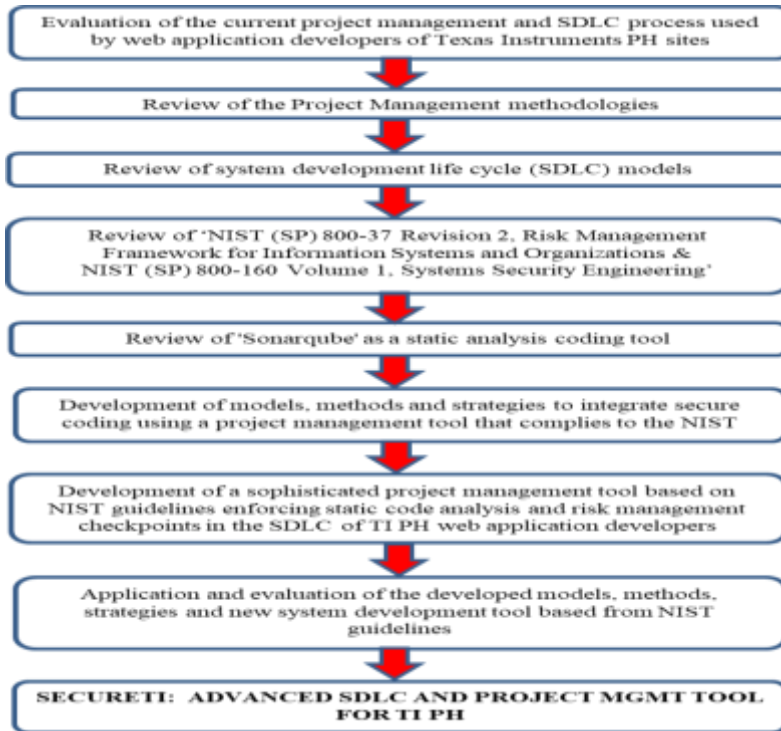 Evaluation of the current project management and SDLC process used
by web application developers of Texas Instruments PH sites
Review of the Project Management methodologies
Review of system development life cycle (SDLC) models
Review of ‘NIST (SP) 800-37 Revision 2, Risk Management
Framework for Information Systems and Organizations &
NIST (SP) 800-160 Volume 1, Systems Security Engineering’
Review of 'Sonarqube' as a static analysis coding tool
Development of models, methods and strategies to integrate secure
coding using a project management tool that complies to the NIST
Development of a sophisticated project management tool based on
NIST guidelines enforcing static code analysis and risk management
checkpoints in the SDLC of TI PH web application developers
Application and evaluation of the developed models, methods,
strategies and new system development tool based from NIST
guidelines
SECURETI: ADVANCED SDLC AND PROJECT MGMT TOOL
FOR TI PH